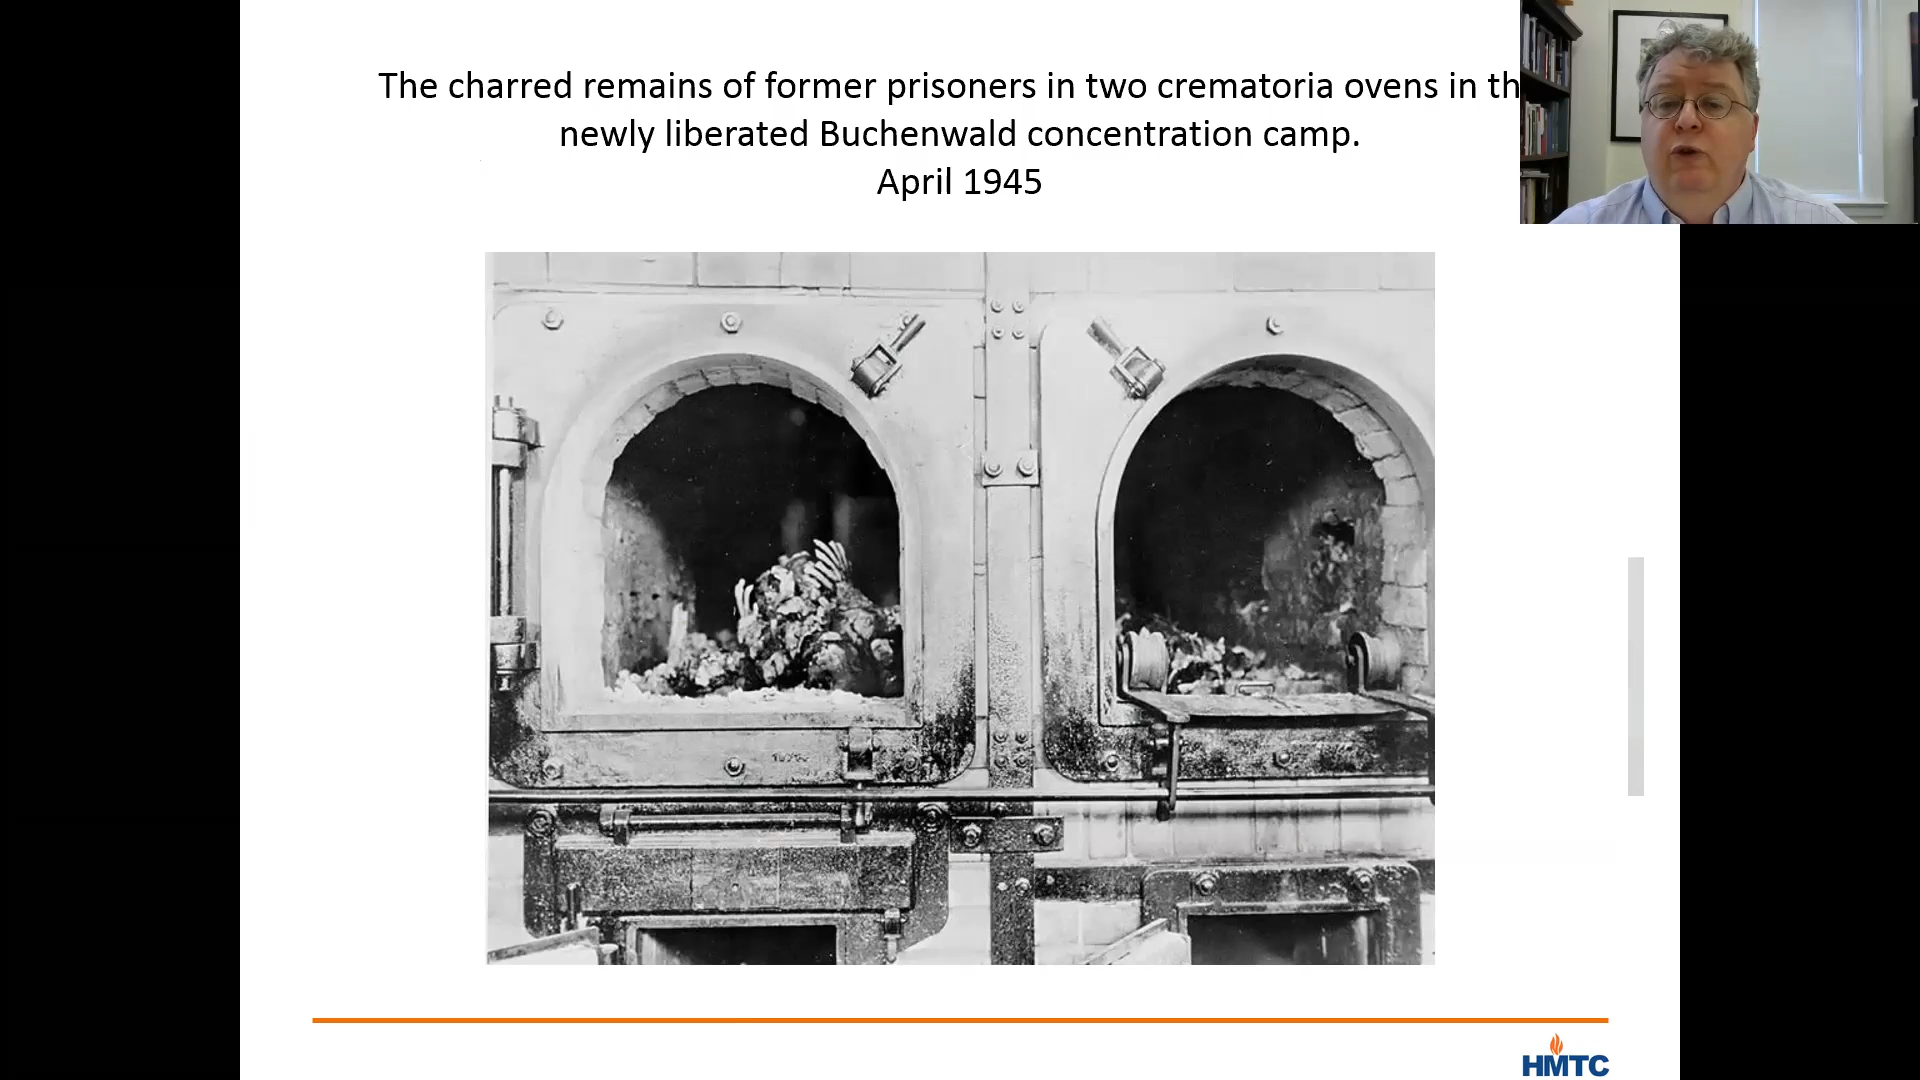 The charred remains of former prisoners in two crematoria ovens in th
newly liberated Buchenwald concentration camp.
April 1945
HMTC